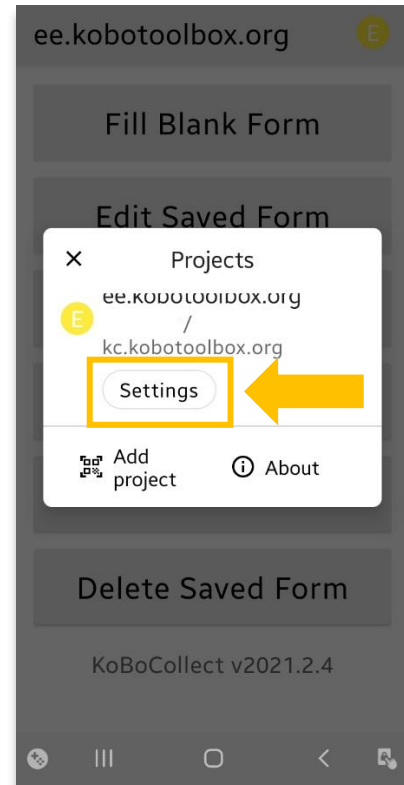 ee.kobotoolbox.org
E
Fill Blank Form
Edit Saved Form
Projects
ee.kobotoolbox.org
E
/
kc.kobotoolbox.org
Settings
Add
project
About
Delete Saved Form
KoBoCollect v2021.2.4